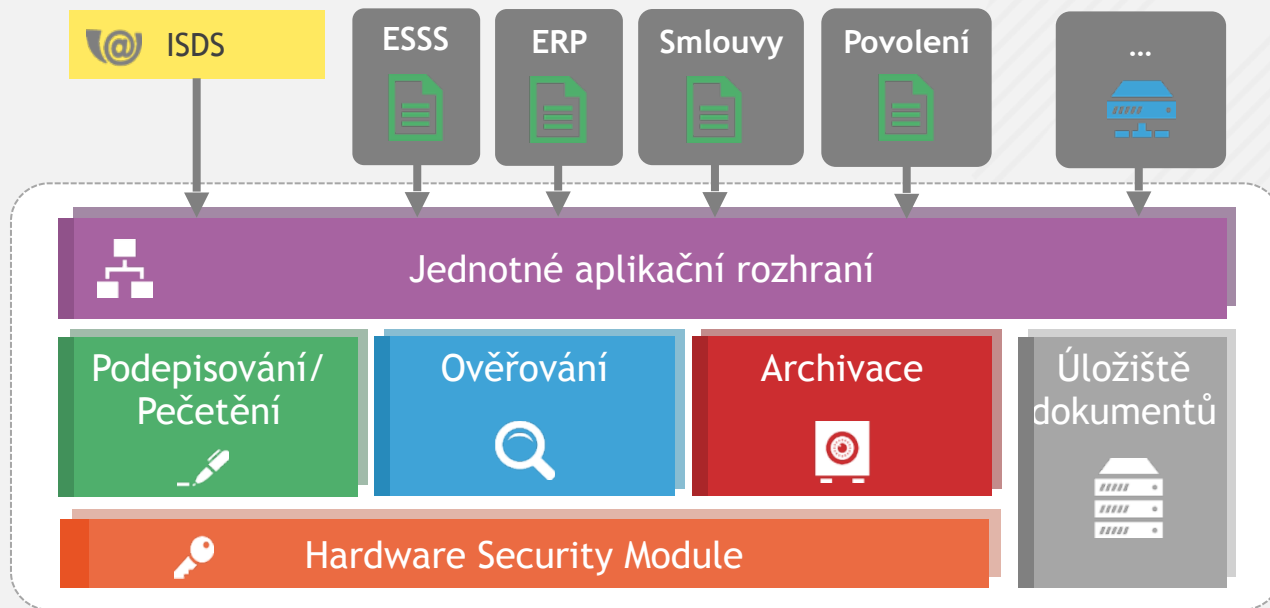 ISDS
ESSS
ERP
Smlouvy
Povolení
...
Jednotné aplikační rozhraní
Podepisování/
Pečetění
Ověřování
Archivace
Úložiště
dokumentů
Hardware Security Module